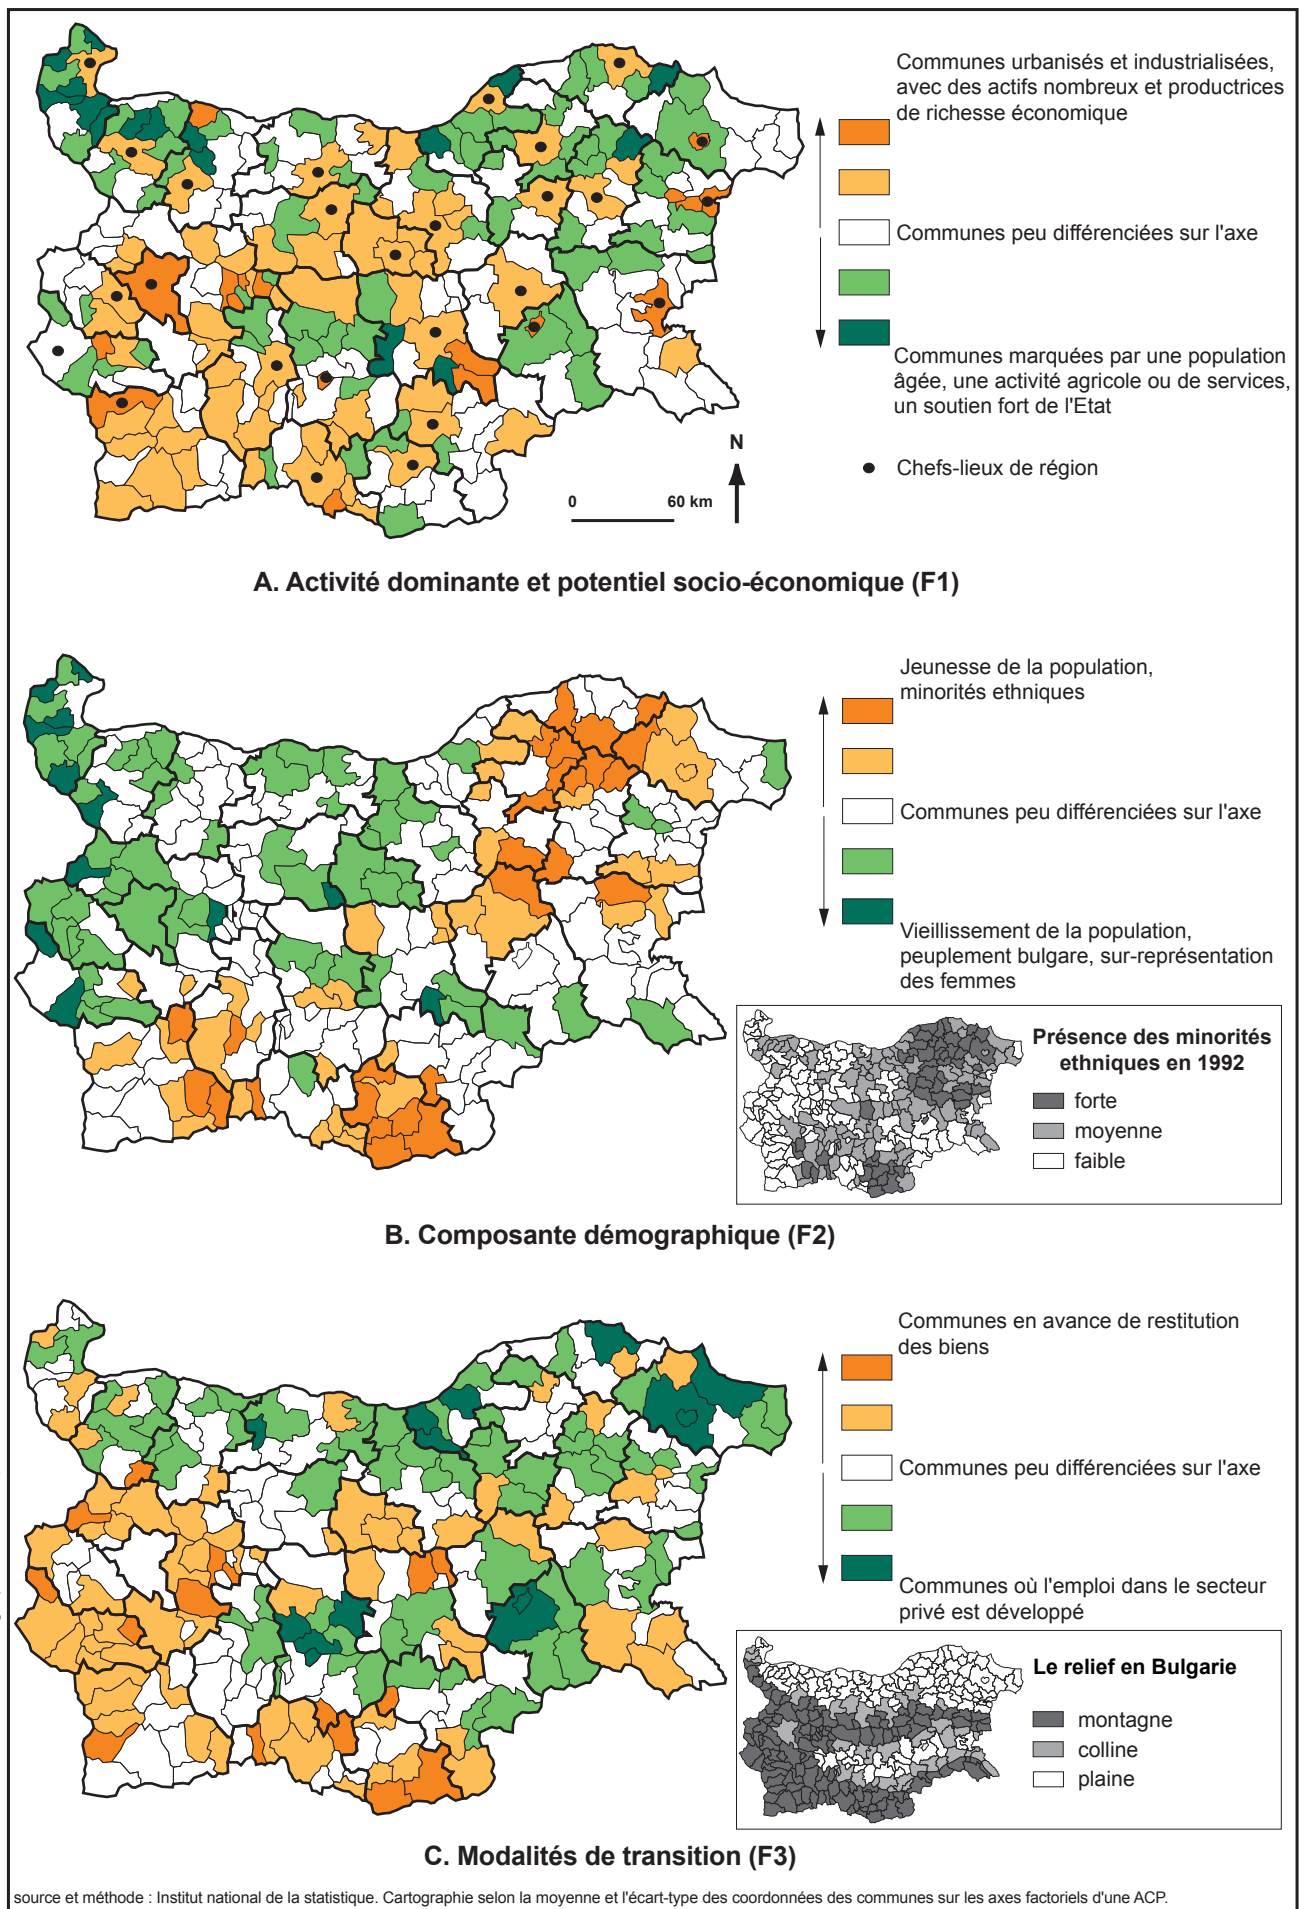 Communes urbanisés et industrialisées,
avec des actifs nombreux et productrices
de richesse économique
Communes peu différenciées sur l'axe
Communes marquées par une population
âgée, une activité agricole ou de services,
un soutien fort de l'Etat
Chefs-lieux de région
N
0 60 km
A. Activité dominante et potentiel socio-économique (F1)
Jeunesse de la population,
minorités ethniques
Communes peu différenciées sur l'axe
Vieillissement de la population,
peuplement bulgare, sur-représentation
des femmes
Présence des minorités
ethniques en 1992
forte
moyenne
faible
B. Composante démographique (F2)
Communes en avance de restitution
des biens
Communes peu différenciées sur l'axe
Communes où l'emploi dans le secteur
privé est développé
Le relief en Bulgarie
montagne
colline
plaine
C. Modalités de transition (F3)
source et méthode : Institut national de la statistique. Cartographie selon la moyenne et l'écart-type des coordonnées des communes sur les axes factoriels d'une ACP.